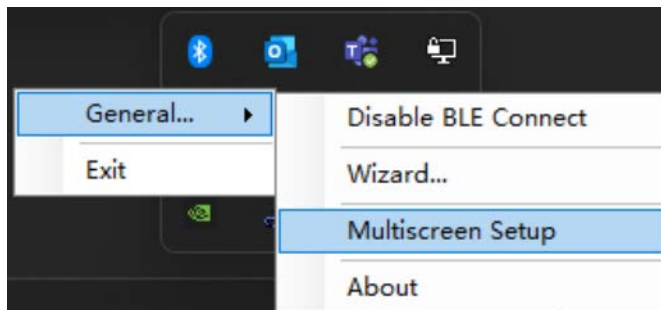 General...
Exit
Disable BLE Connect
Wizard...
Multiscreen Setup
About